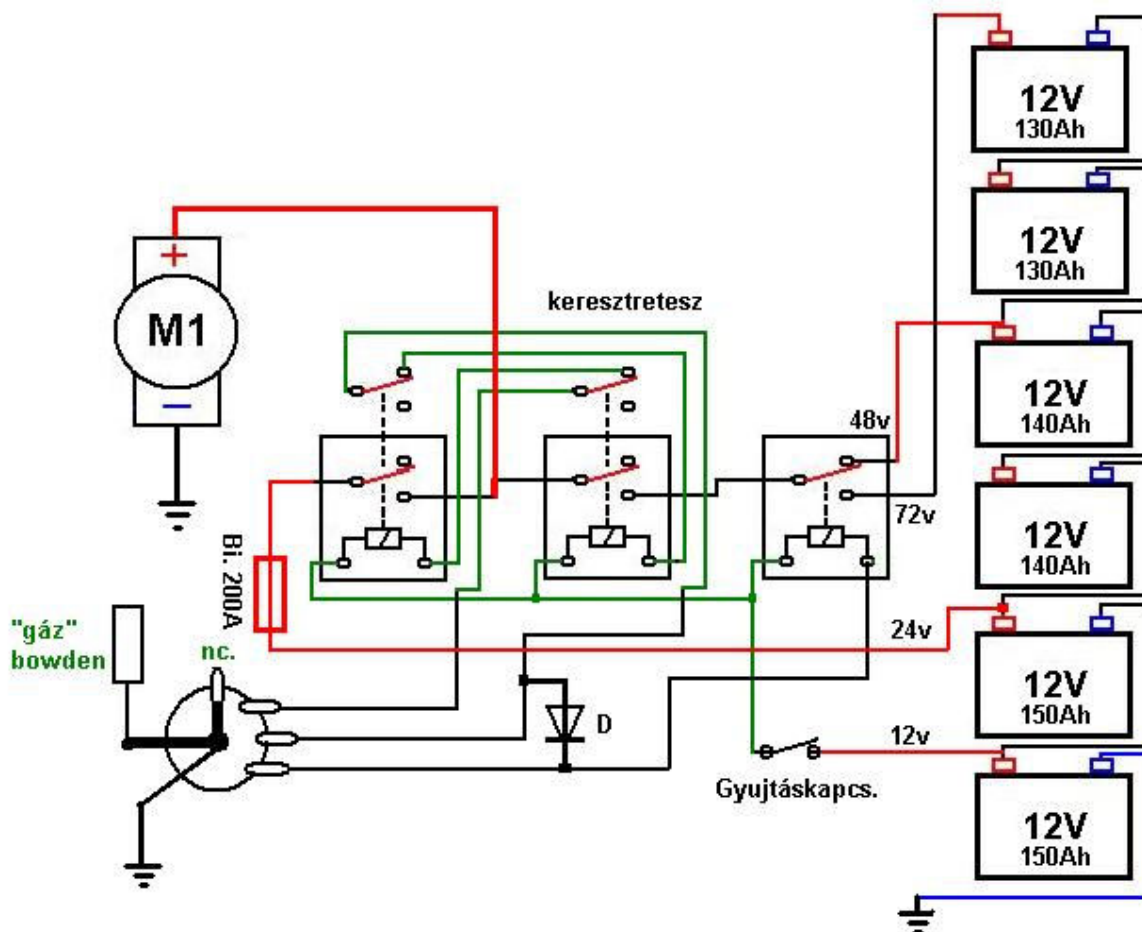 12V
130Ah
12V
130Ah
+
M1
−
keresztretesz
48v
12V
140Ah
72v
12V
140Ah
Bi. 200A
"gáz"
bowden
nc.
24v
12V
150Ah
D
12v
Gyujtáskapcs.
12V
150Ah